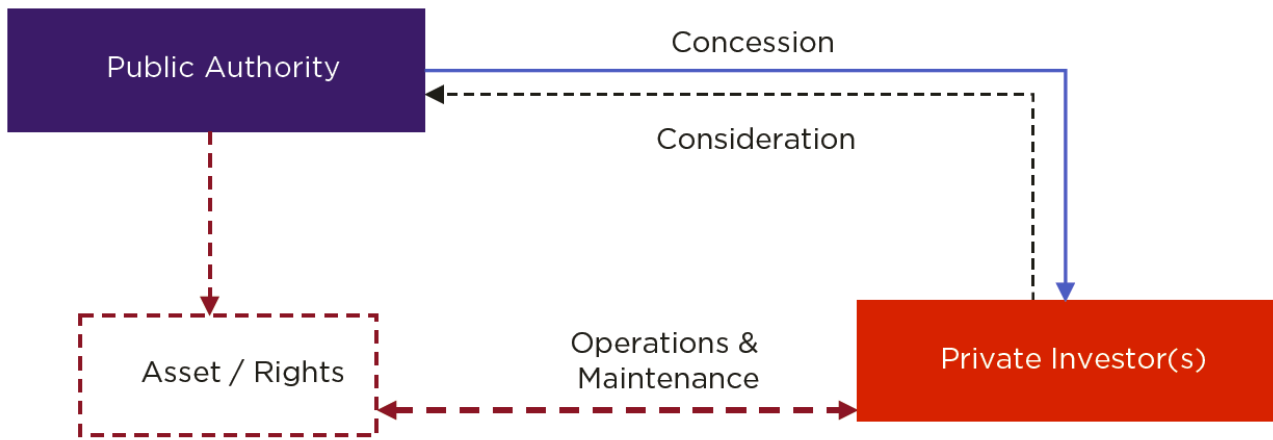 Concession
Public Authority
Consideration
Operations &
Maintenance
Asset / Rights
Private Investor(s)